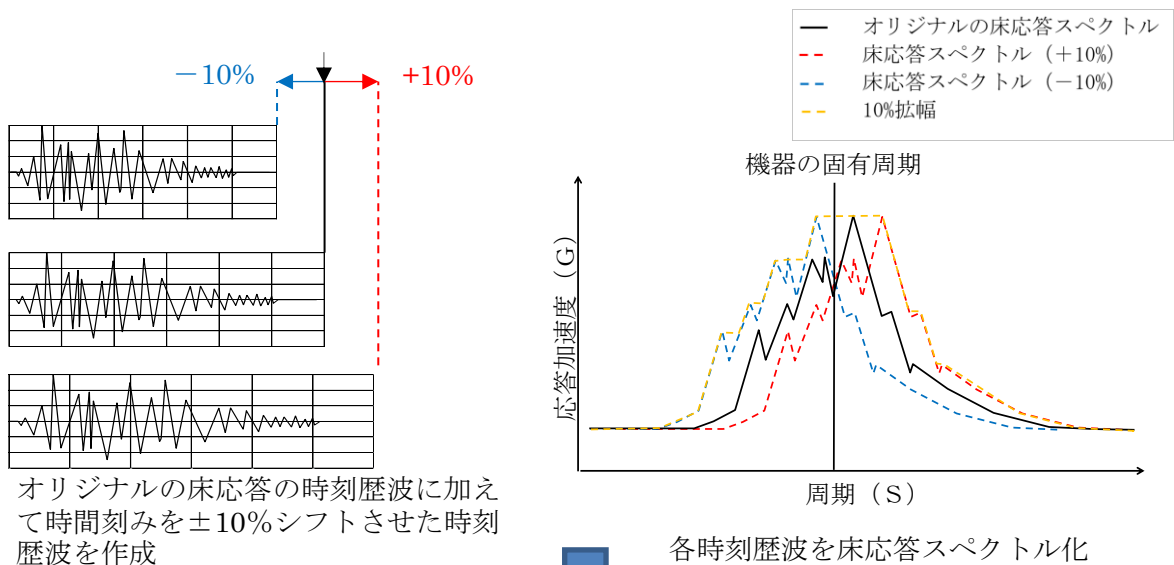 －10%
+10%
オリジナルの床応答の時刻歴波に加え
て時間刻みを±10%シフトさせた時刻
歴波を作成
オリジナルの床応答スペクトル
床応答スペクトル（＋10%）
床応答スペクトル（－10%）
10%拡幅
機器の固有周期
応答加速度（G）
周期（S）
各時刻歴波を床応答スペクトル化